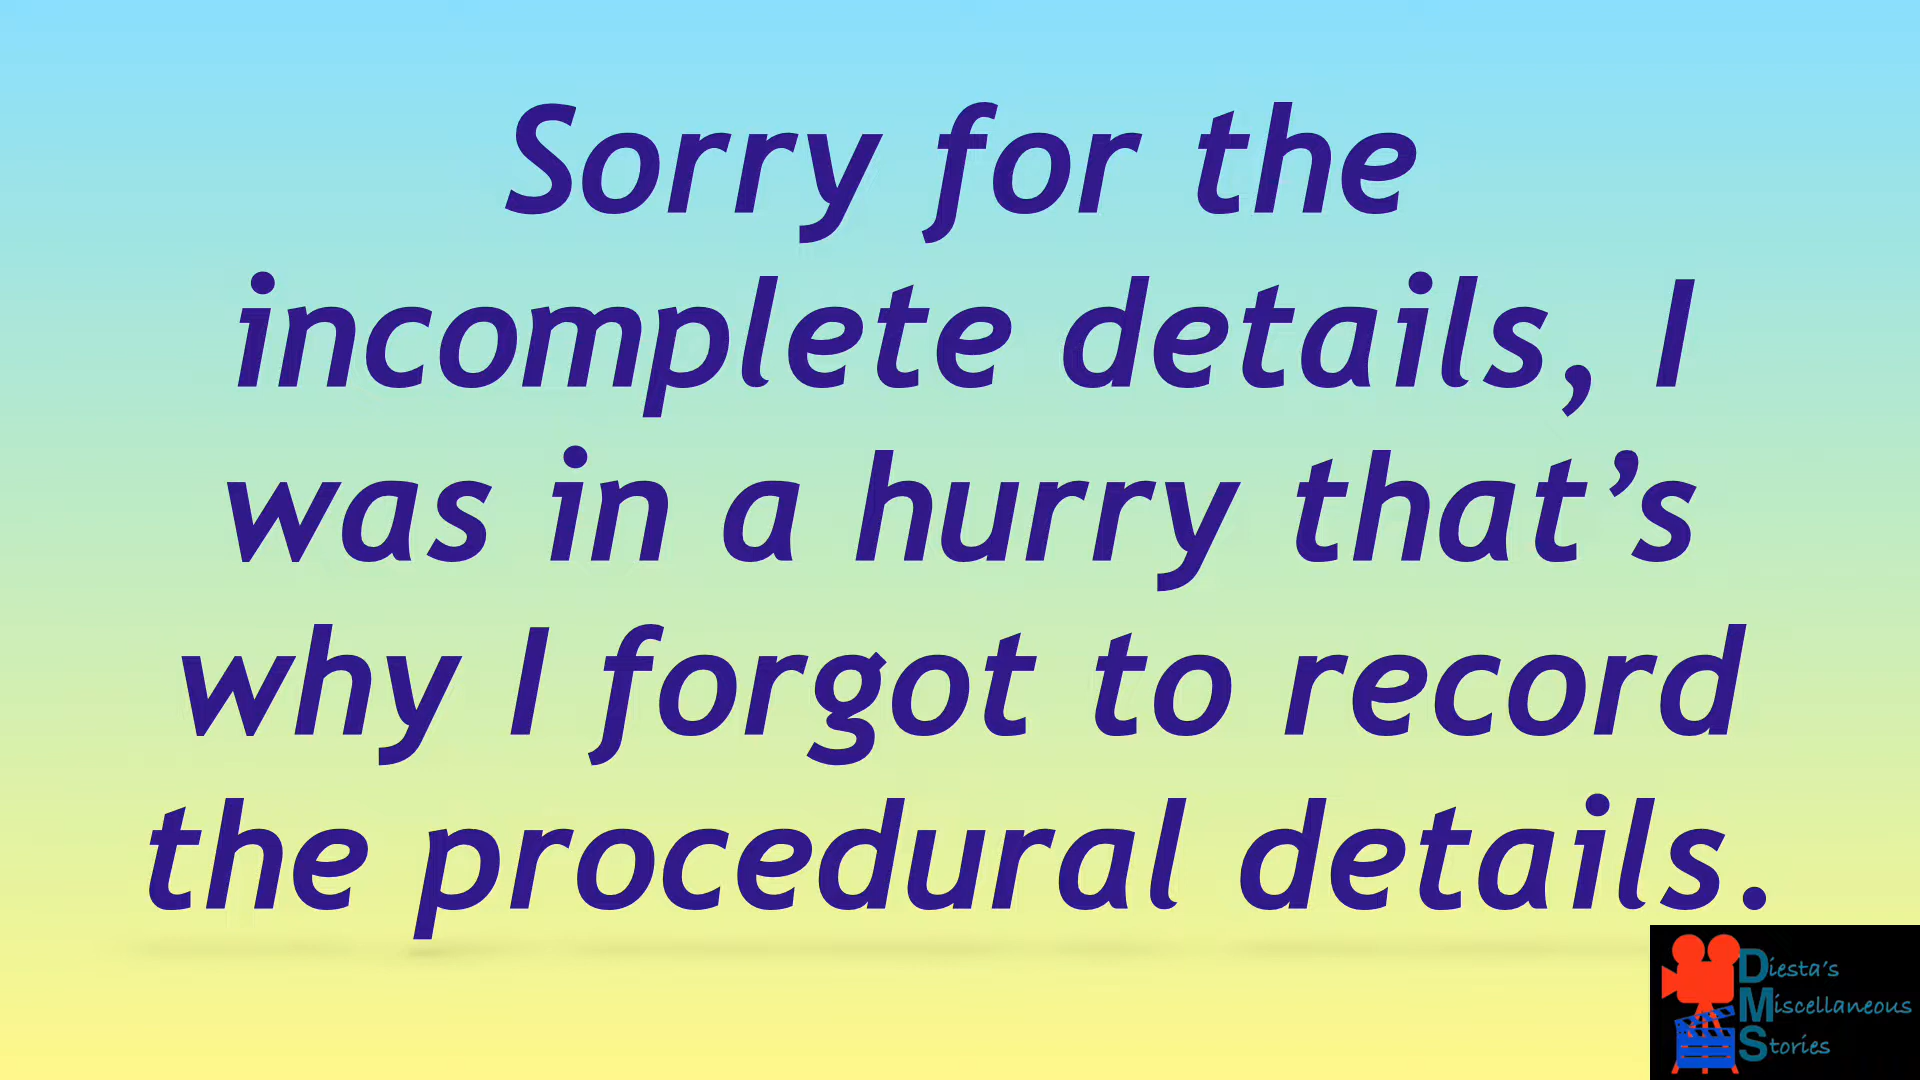 Sorry for the
incomplete details, I
was in a hurry that’s
why I forgot to record
the procedural details.
Diesta's
Miscellaneous
Stories